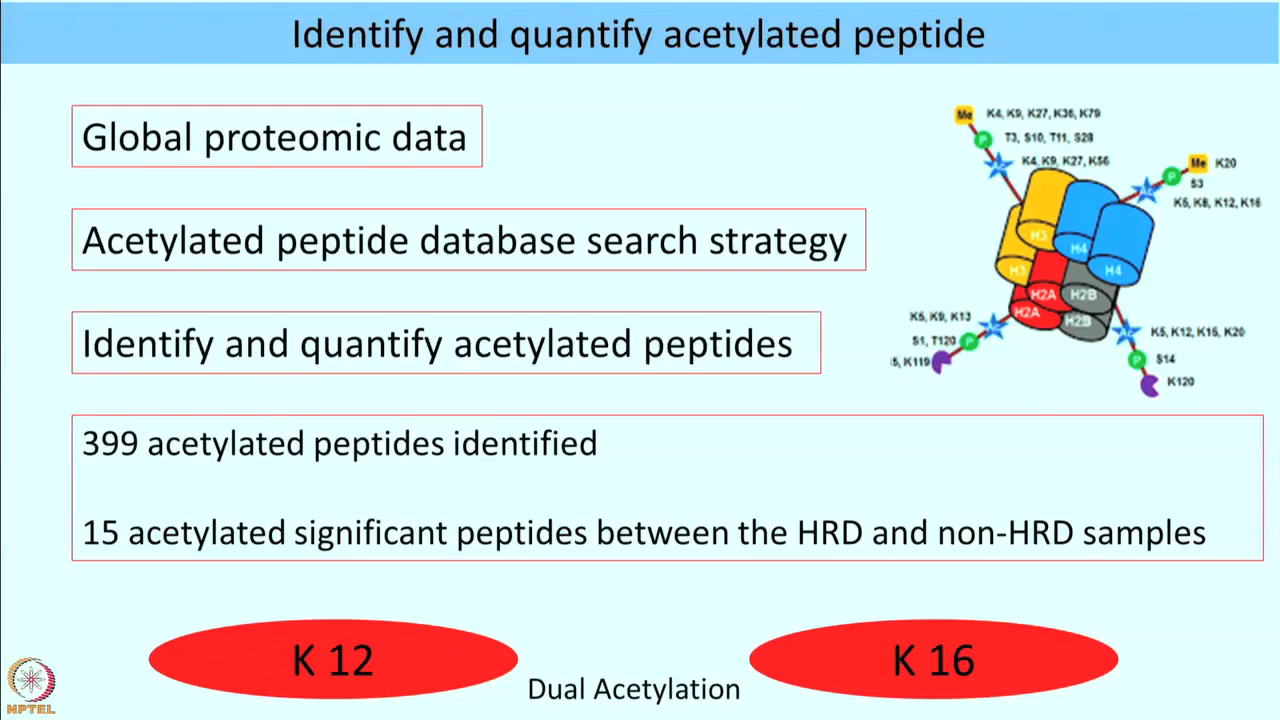 Identify and quantify acetylated peptide
Global proteomic data
Acetylated peptide database search strategy
Identify and quantify acetylated peptides
399 acetylated peptides identified
15 acetylated significant peptides between the HRD and non-HRD samples
K 12
Dual Acetylation
K 16
Me
K4, K9, K27, K36, K79
P
T3, S10, T11, S28
Ac
K4, K9, K27, K56
Me
K20
P
S3
Ac
K5, K8, K12, K16
H3
H4
H3
H4
H2A
H2B
H2A
H2B
K5, K9, K13
Ac
S1, T120
P
K119
Ac
K5, K12, K15, K20
P
S14
K120
NPTEL